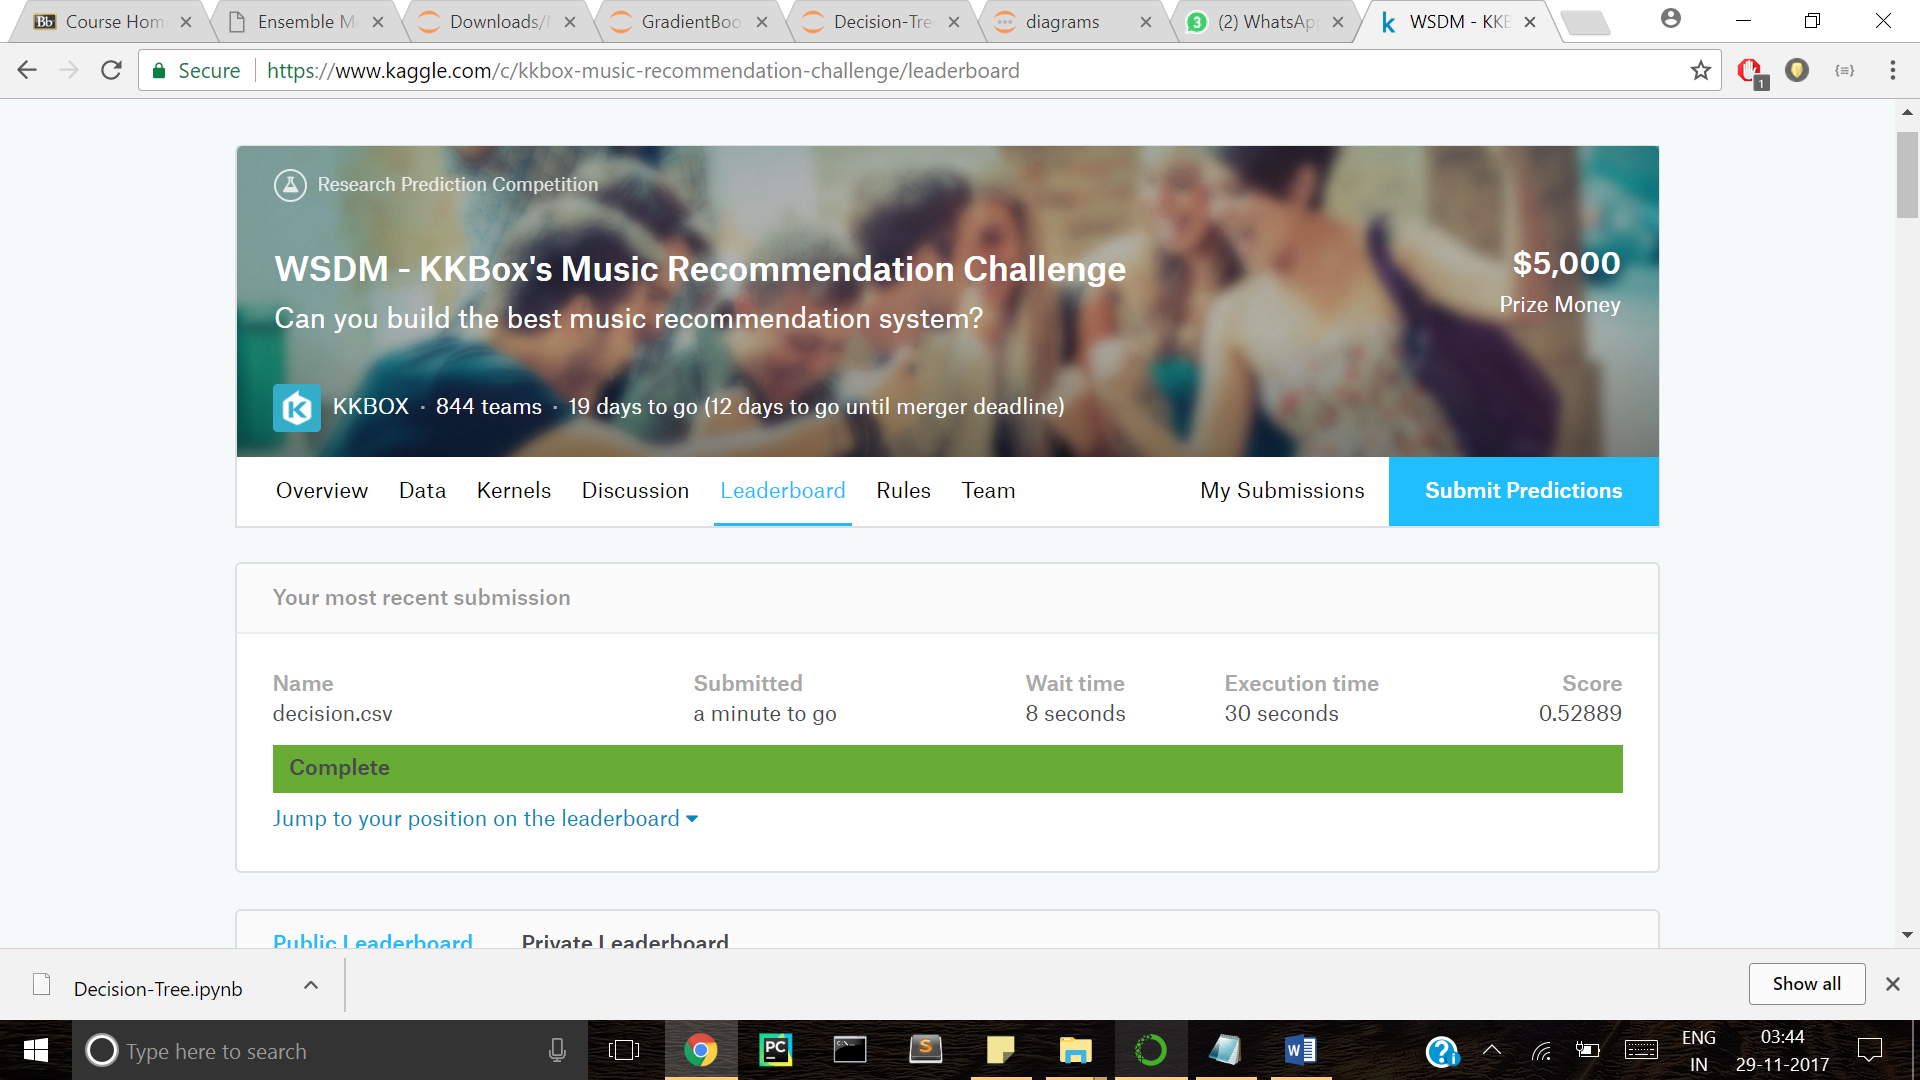 Bb Course Hom
Ensemble M
Downloads/
GradientBoo
Decision-Tre
diagrams
3 (2) WhatsAp
k WSDM - KKB
Secure https://www.kaggle.com/c/kkbox-music-recommendation-challenge/leaderboard
1
Research Prediction Competition
WSDM - KKBox's Music Recommendation Challenge
Can you build the best music recommendation system?
$5,000
Prize Money
KKBOX · 844 teams · 19 days to go (12 days to go until merger deadline)
Overview Data Kernels Discussion Leaderboard Rules Team My Submissions Submit Predictions
Your most recent submission
Name Submitted Wait time Execution time Score
decision.csv a minute to go 8 seconds 30 seconds 0.52889
Complete
Jump to your position on the leaderboard
Public Leaderboard Private Leaderboard
Decision-Tree.ipynb
Show all
Type here to search
PC
S
W
ENG
IN
03:44
29-11-2017